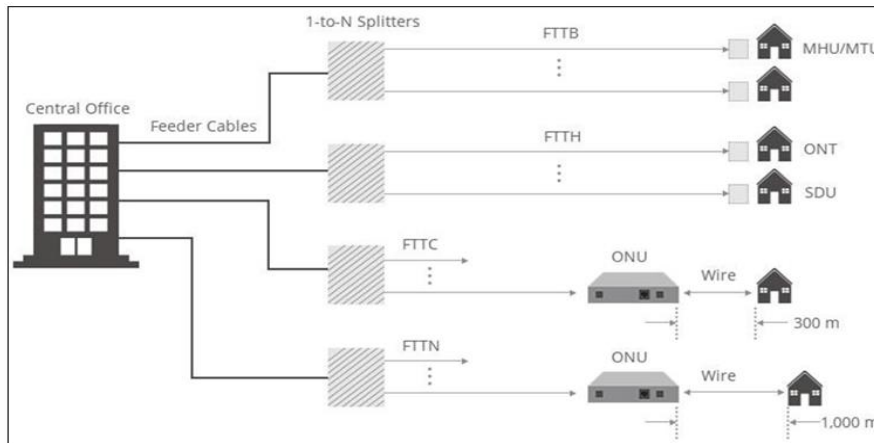 1-to-N Splitters
FTTB
MHU/MTU
Central Office
Feeder Cables
FTTH
ONT
SDU
FTTC
ONU
Wire
300 m
FTTN
ONU
Wire
1,000 m